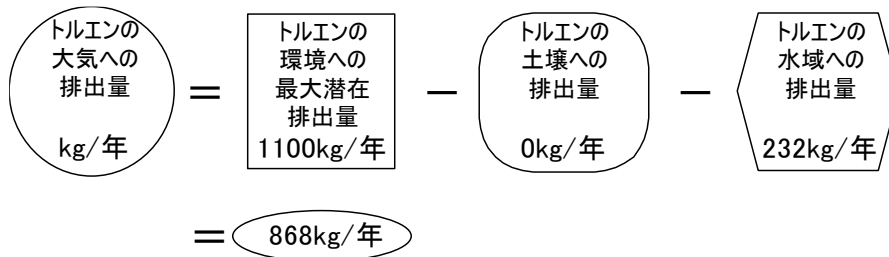 トルエンの
大気への
排出量
kg/年
＝
トルエンの
環境への
最大潜在
排出量
1100kg/年
－
トルエンの
土壌への
排出量
0kg/年
－
トルエンの
水域への
排出量
232kg/年
＝
868kg/年